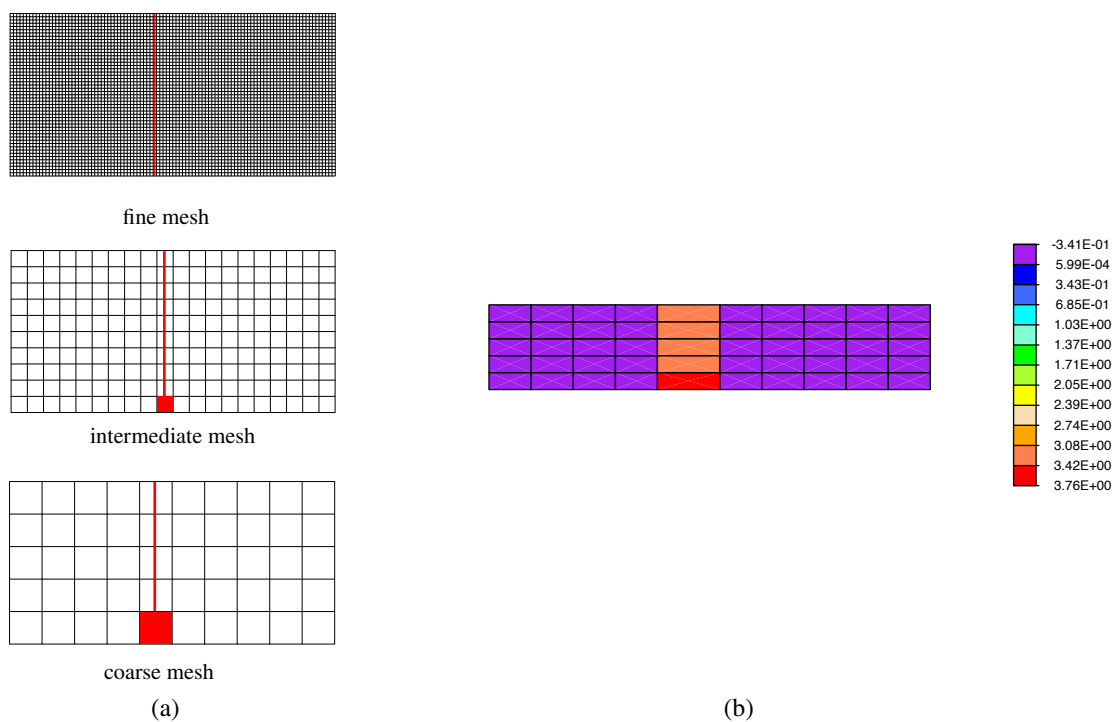 fine mesh
intermediate mesh
coarse mesh
(a)
-3.41E-01
5.99E-04
3.43E-01
6.85E-01
1.03E+00
1.37E+00
1.71E+00
2.05E+00
2.39E+00
2.74E+00
3.08E+00
3.42E+00
3.76E+00
(b)